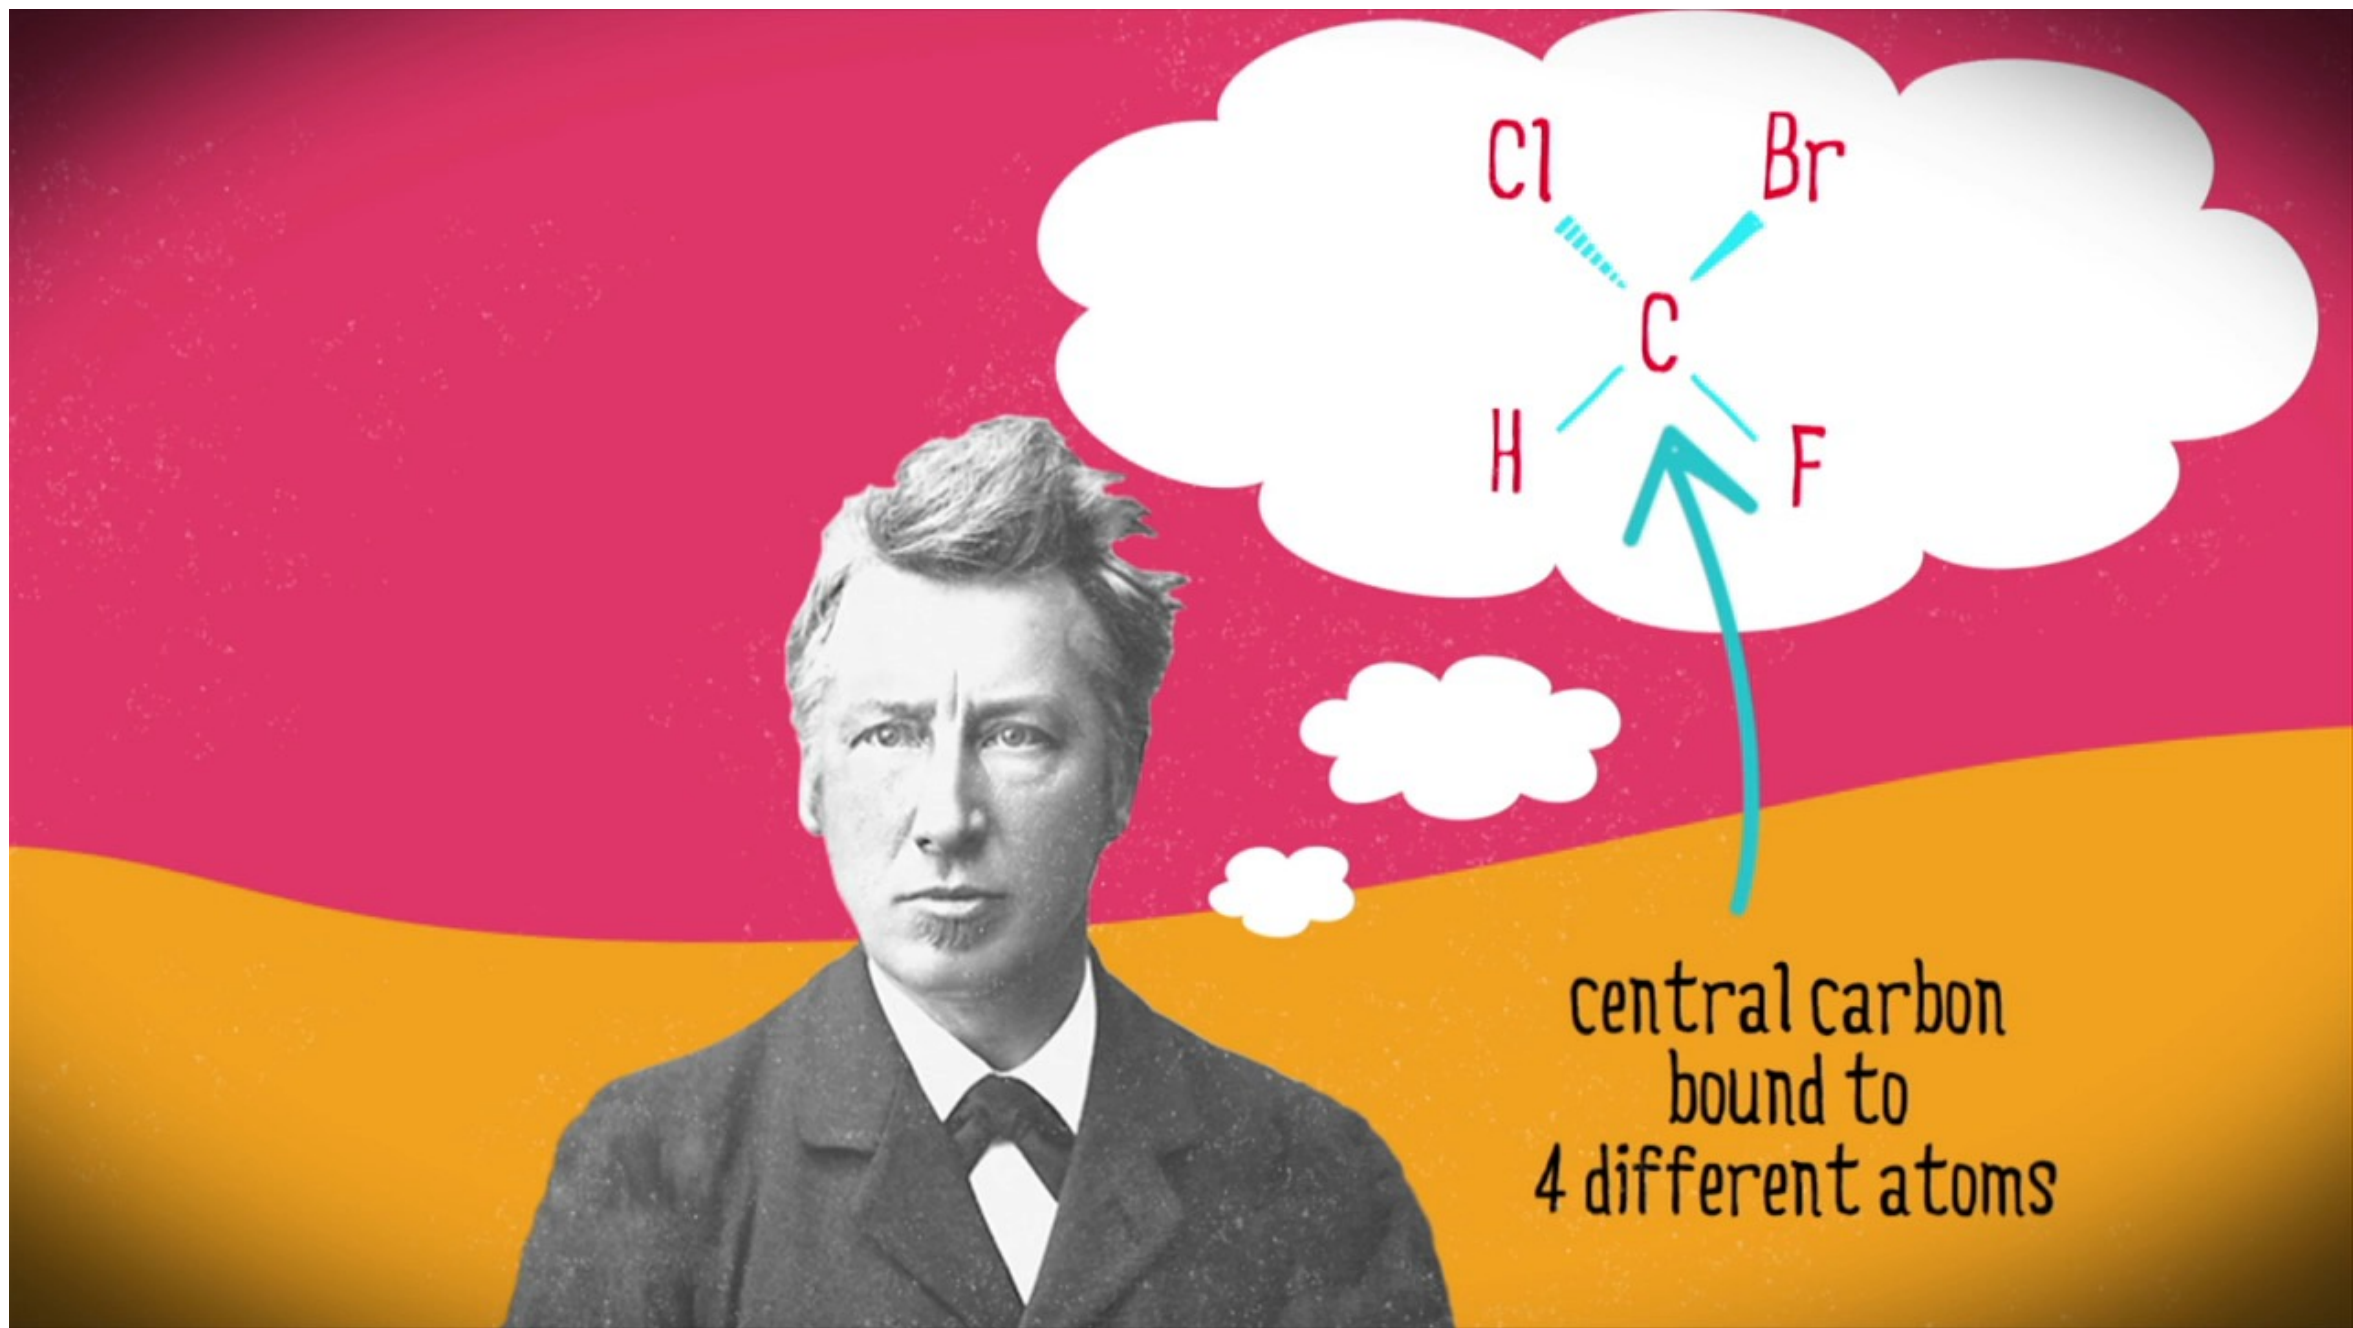 Cl Br
C
H F
central carbon
bound to
4 different atoms